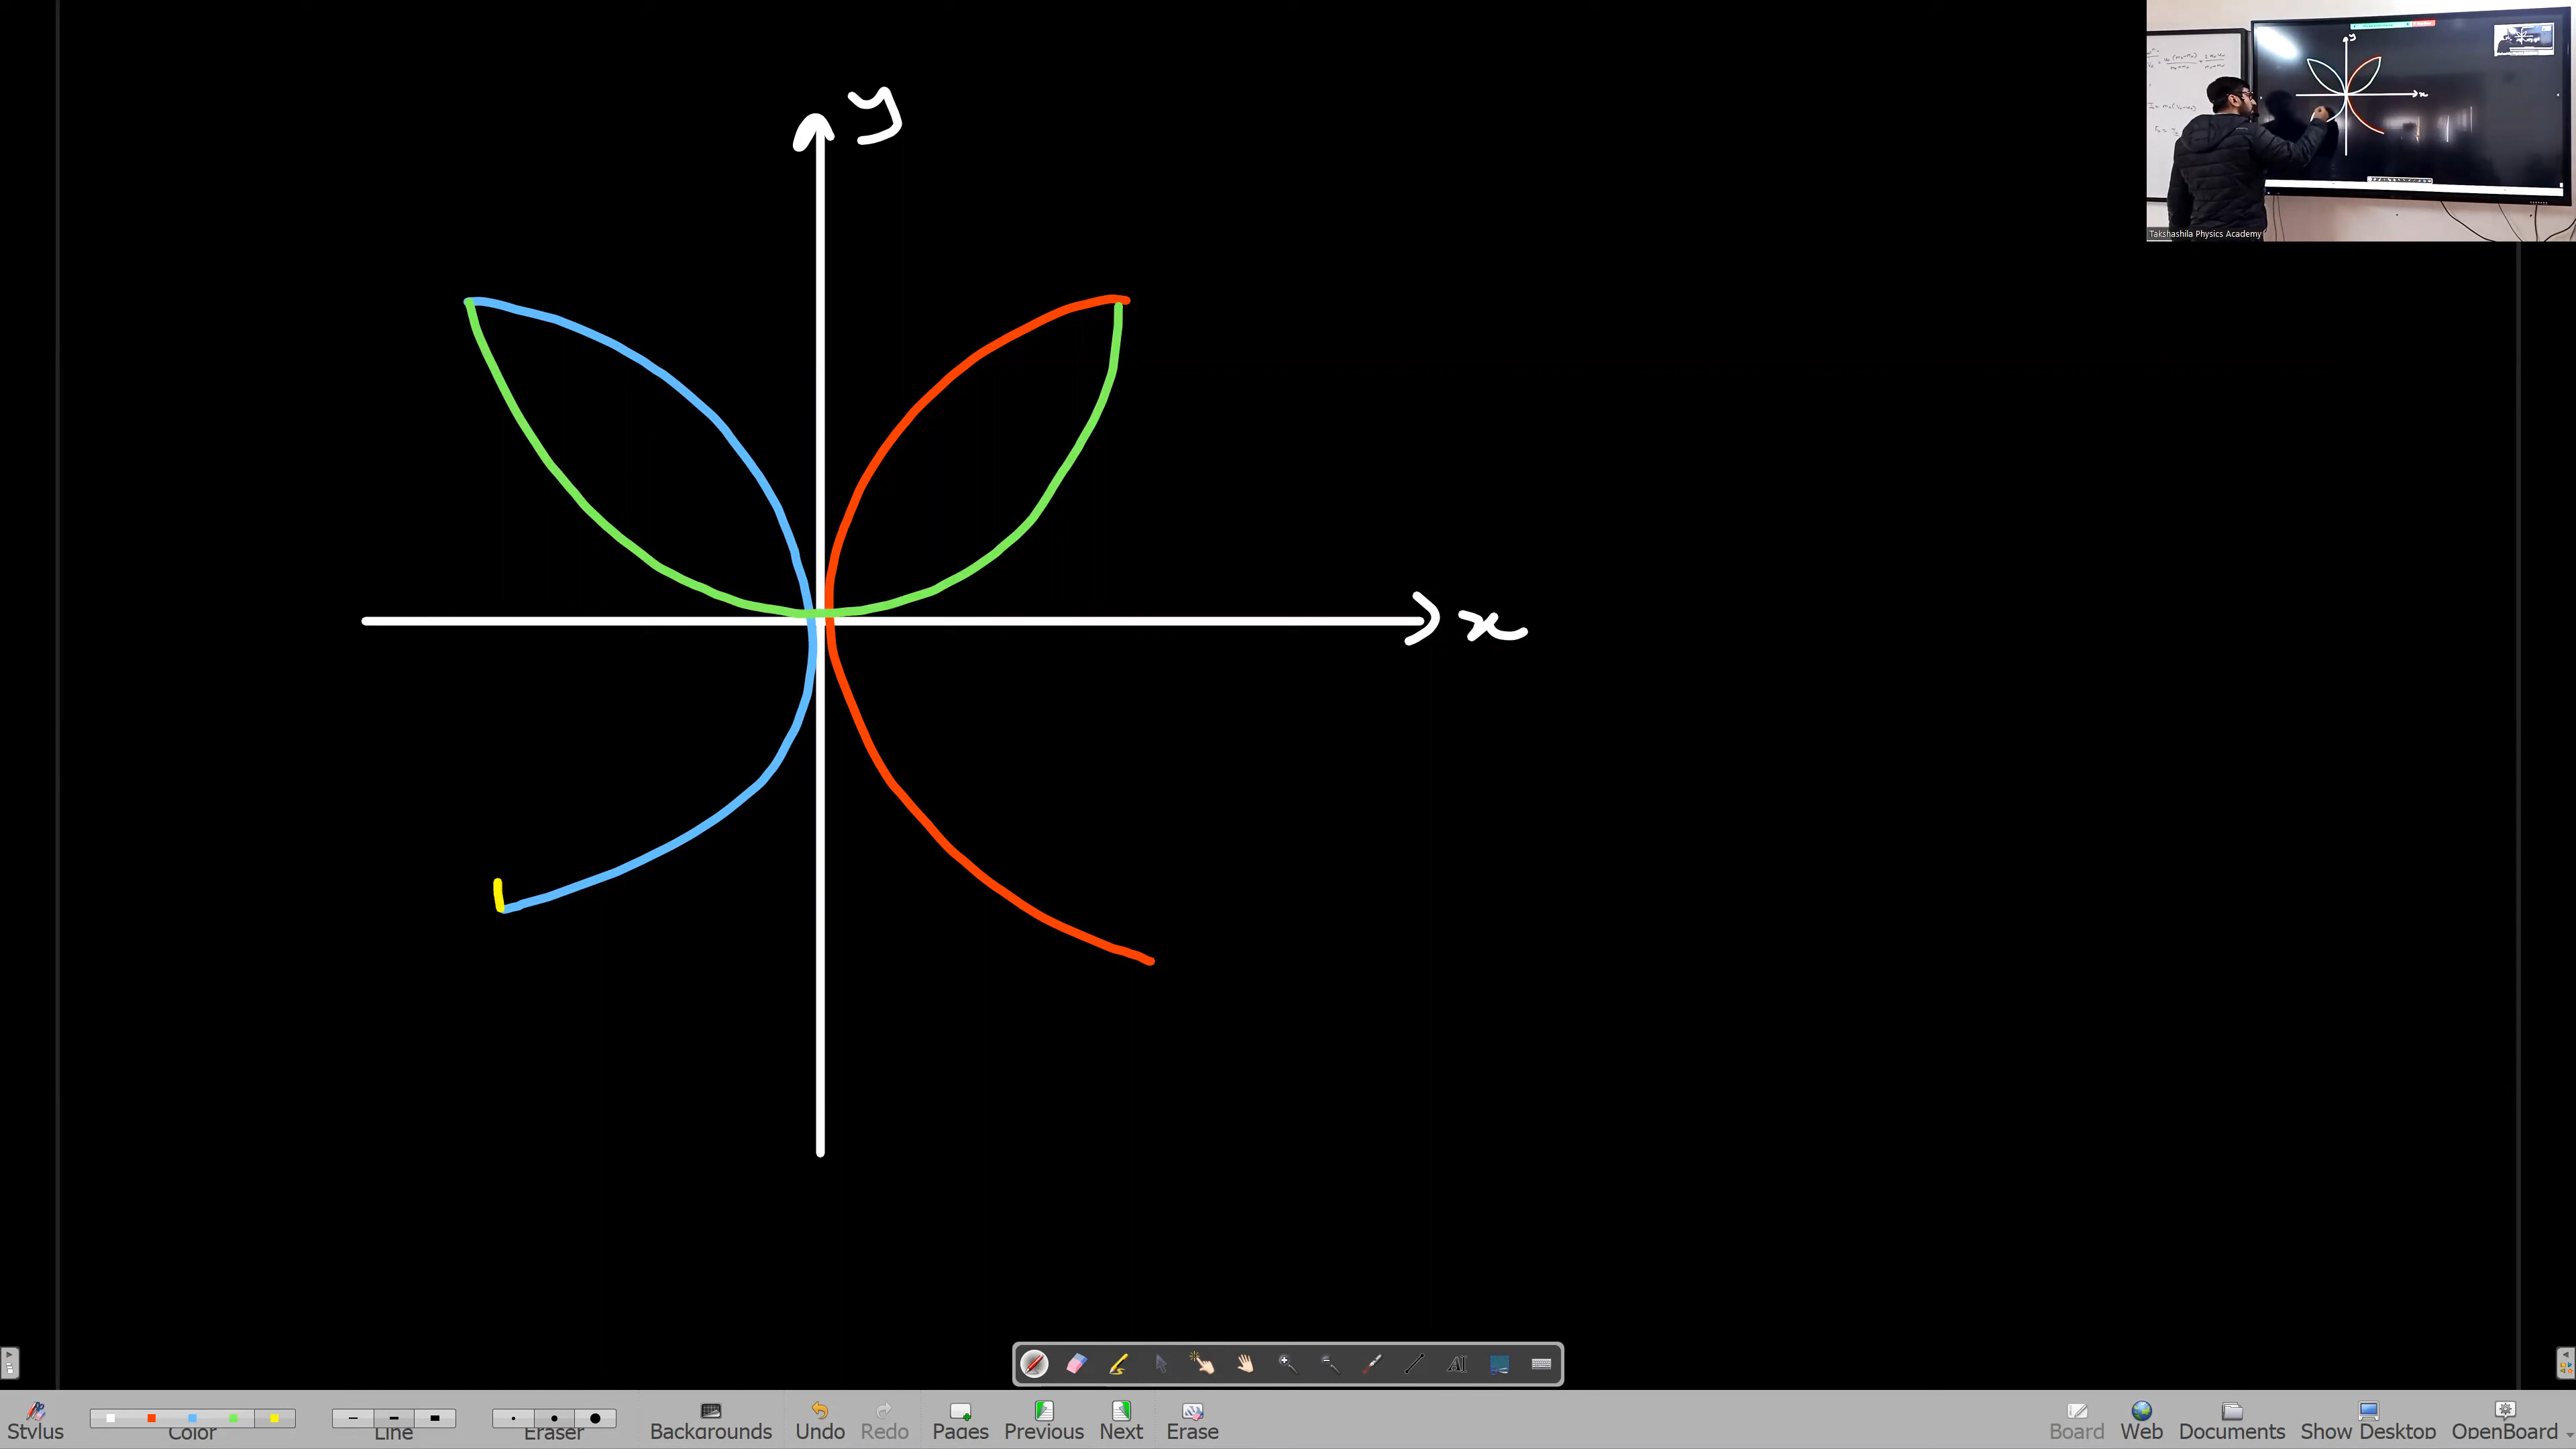 y
x
Takshashila Physics Academy
Stylus
Color
Line
Eraser
Backgrounds
Undo
Redo
Pages
Previous
Next
Erase
Board
Web
Documents
Show Desktop
OpenBoard